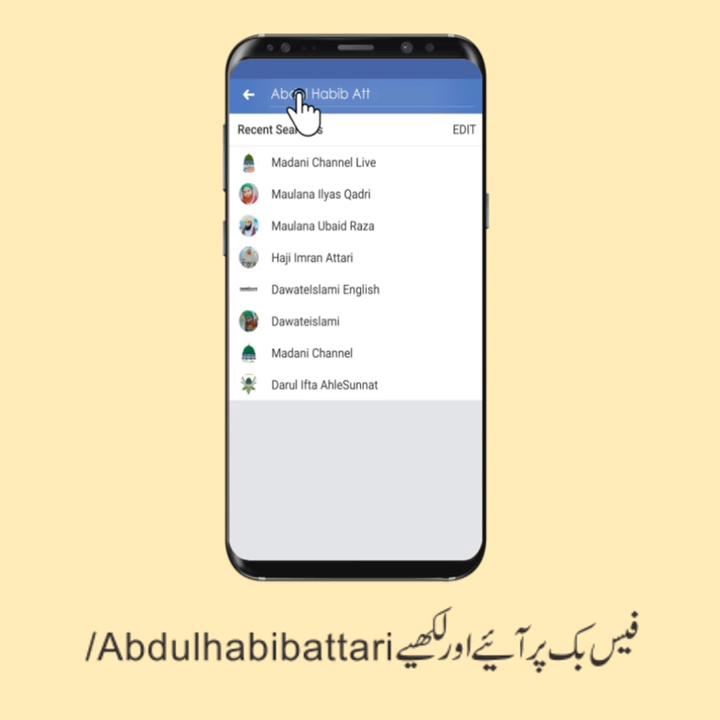 Abdul Habib Att
Recent Searches
EDIT
Madani Channel Live
Maulana Ilyas Qadri
Maulana Ubaid Raza
Haji Imran Attari
DawateIslami English
Dawateislami
Madani Channel
Darul Ifta AhleSunnat
فیس بک پر آئیے اور لکھیے /Abdulhabibattari